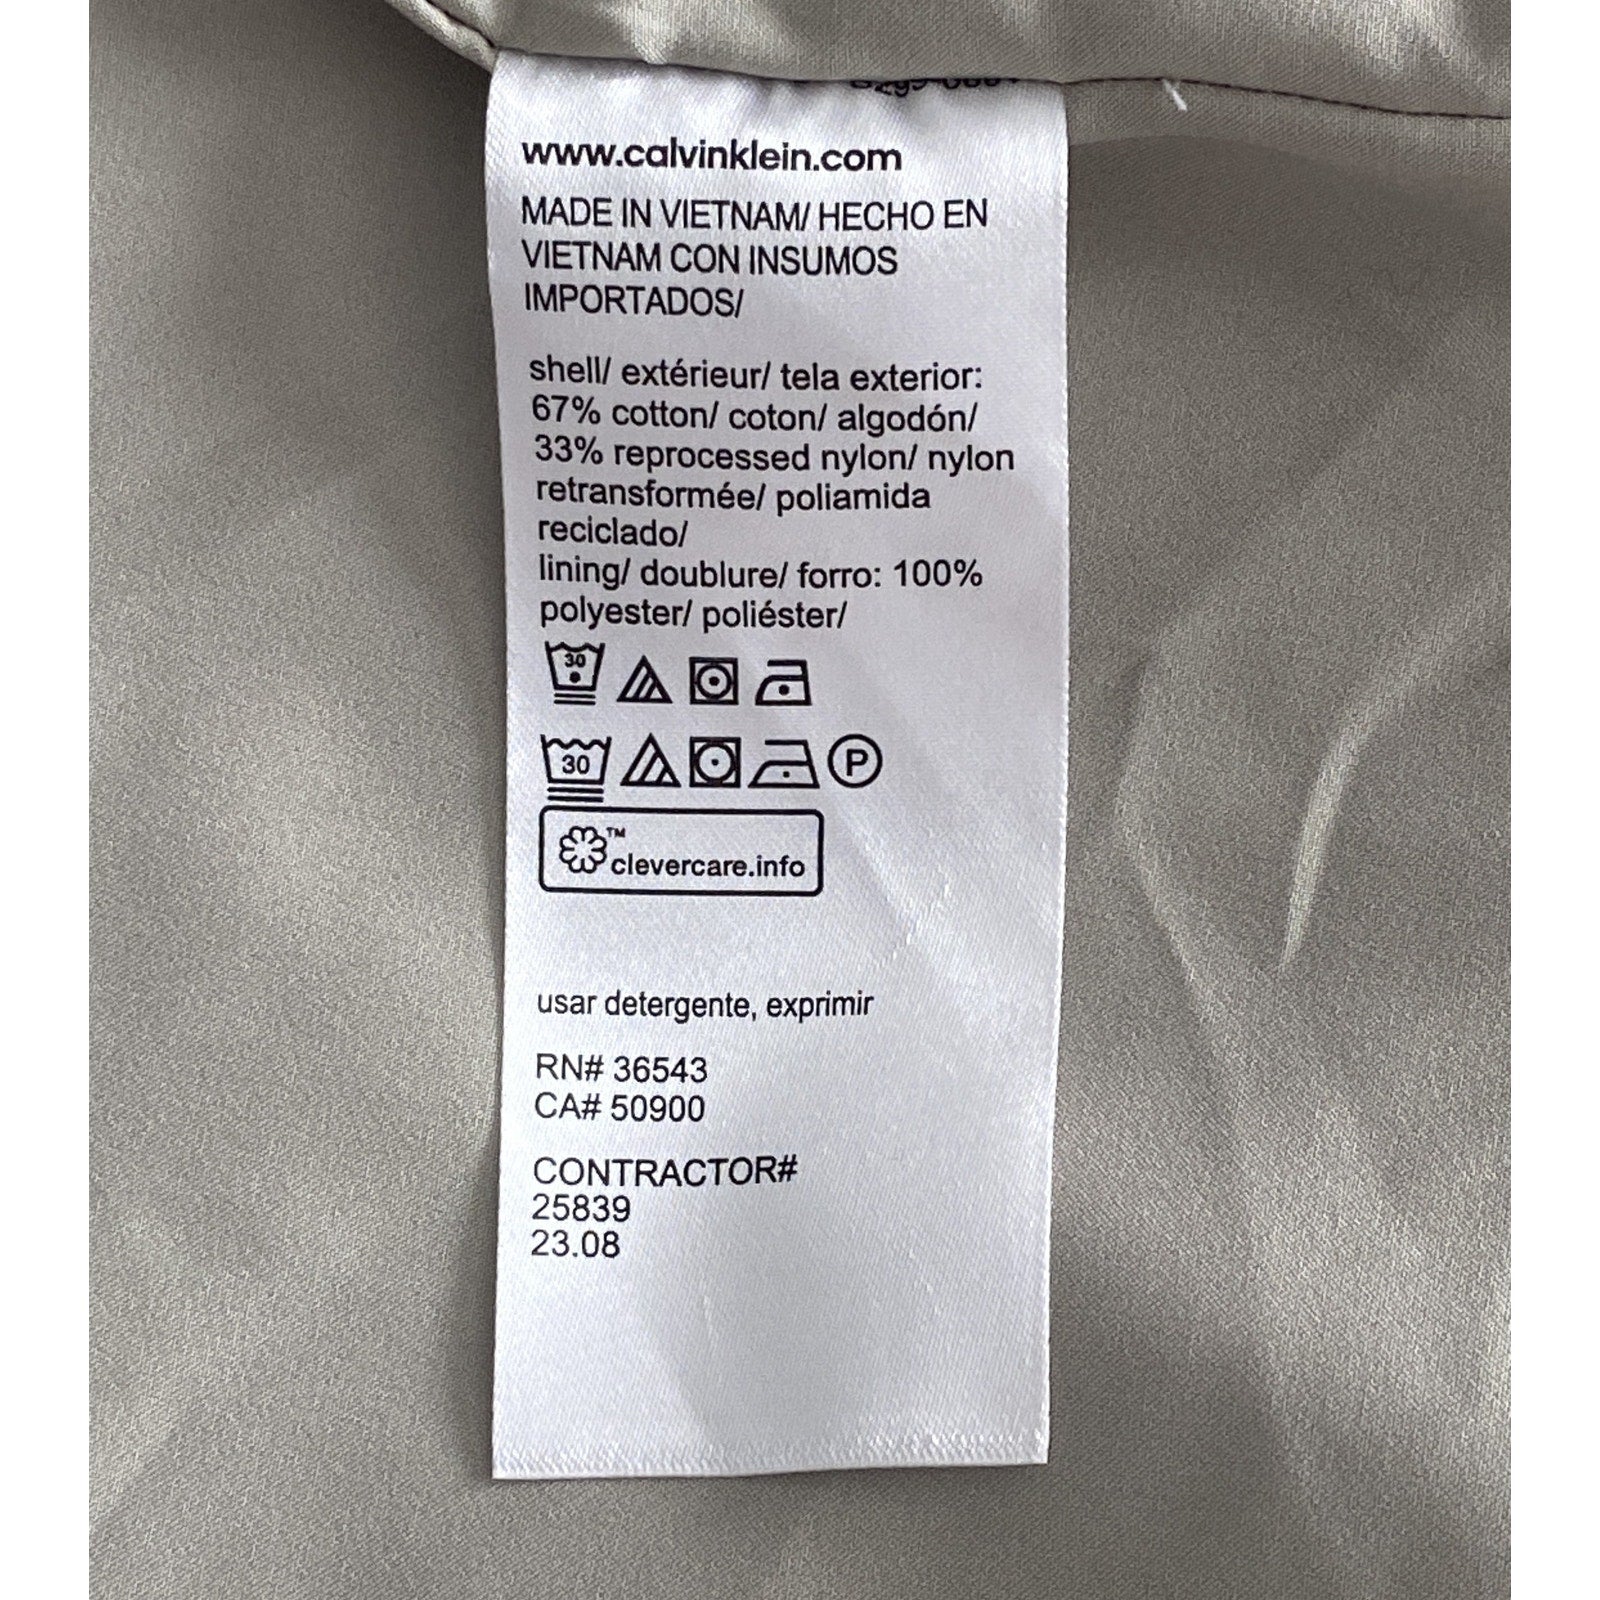 www.calvinklein.com
MADE IN VIETNAM/ HECHO EN
VIETNAM CON INSUMOS
IMPORTADOS/
shell/ extérieur/ tela exterior:
67% cotton/ coton/ algodón/
33% reprocessed nylon/ nylon
retransformée/ poliamida
reciclado/
lining/ doublure/ forro: 100%
polyester/ poliéster/
30
30 P
™
clevercare.info
usar detergente, exprimir
RN# 36543
CA# 50900
CONTRACTOR#
25839
23.08